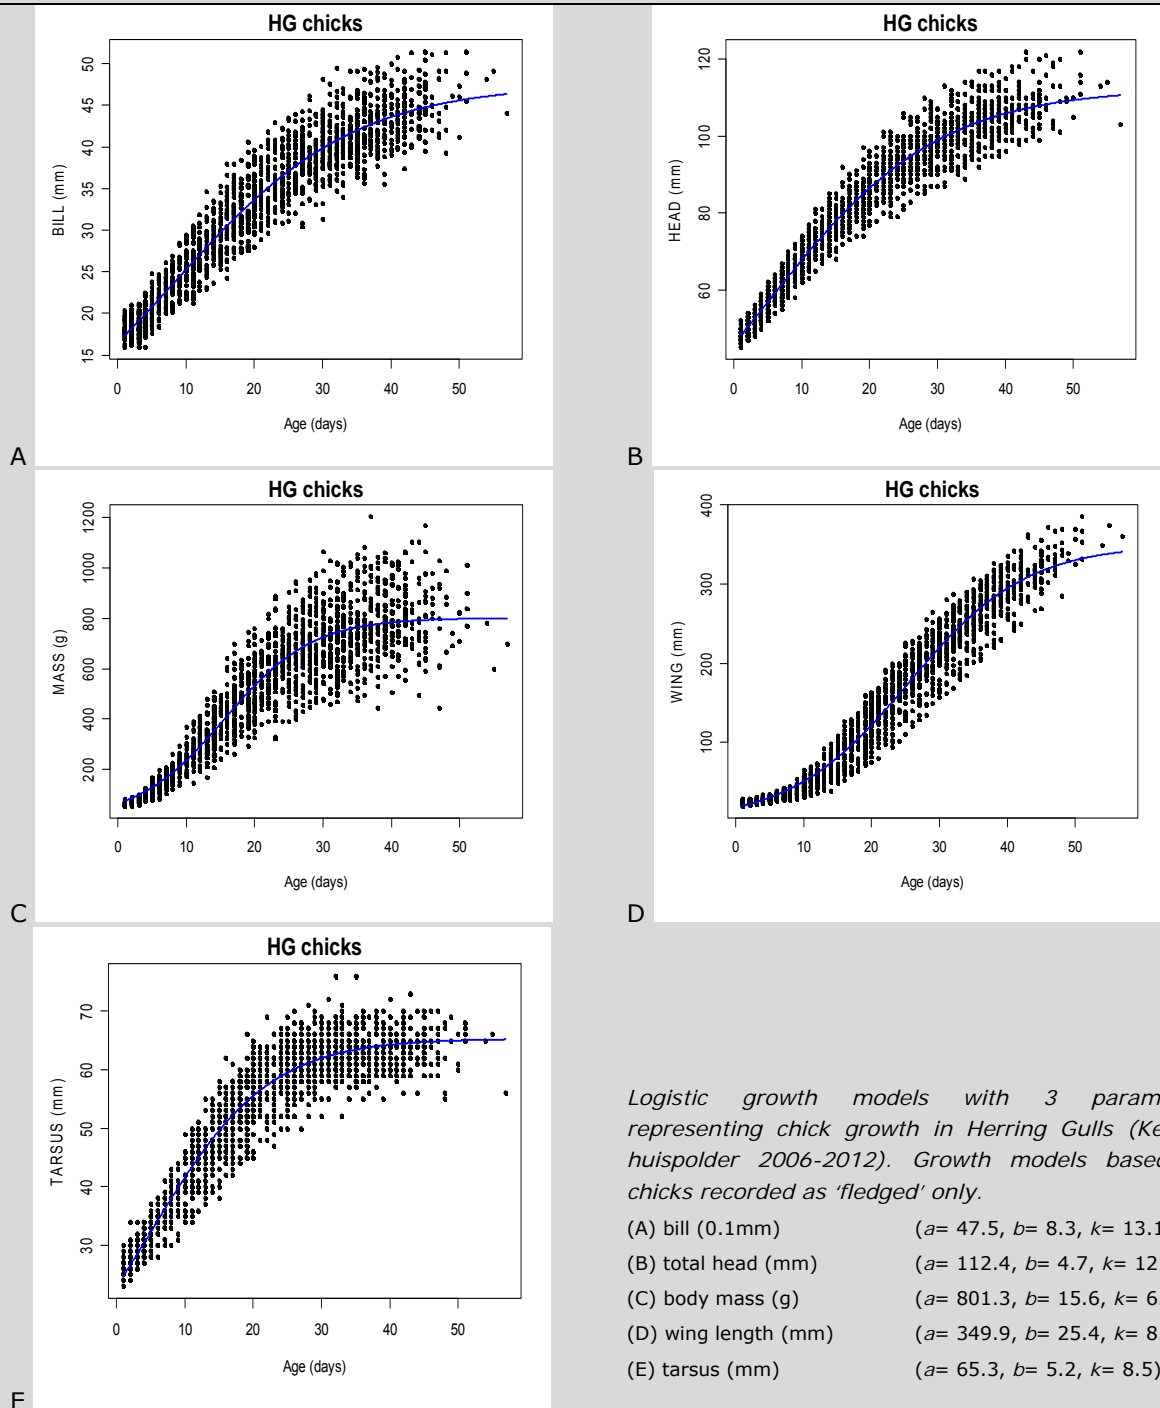 HG chicks
50
45
40
35
30
25
20
15
BILL (mm)
0 10 20 30 40 50
Age (days)
A
HG chicks
120
100
80
60
HEAD (mm)
0 10 20 30 40 50
Age (days)
B
HG chicks
1200
1000
800
600
400
200
MASS (g)
0 10 20 30 40 50
Age (days)
C
HG chicks
400
300
200
100
WING (mm)
0 10 20 30 40 50
Age (days)
D
HG chicks
70
60
50
40
30
TARSUS (mm)
0 10 20 30 40 50
Age (days)
Logistic growth models with 3
representing chick growth in Herring Gulls
huispolder 2006-2012). Growth models
chicks recorded as 'fledged' only.
(A) bill (0.1mm) (a= 47.5, b= 8.3, k= 13.1
(B) total head (mm) (a= 112.4, b= 4.7, k= 12
(C) body mass (g) (a= 801.3, b= 15.6, k= 6.
(D) wing length (mm) (a= 349.9, b= 25.4, k= 8.
(E) tarsus (mm) (a= 65.3, b= 5.2, k= 8.5)